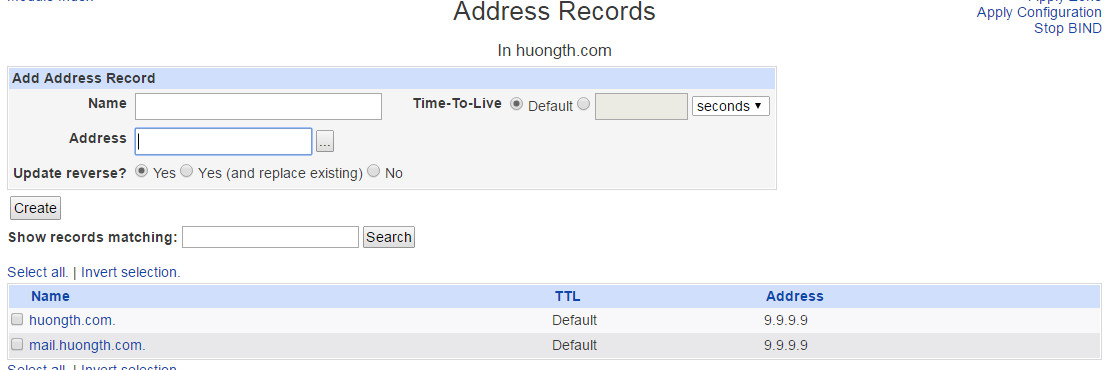 Module Index
Address Records
Apply Zone
Apply Configuration
Stop BIND
In huongth.com
Add Address Record
Name Time-To-Live Default seconds
Address ...
Update reverse? Yes Yes (and replace existing) No
Create
Show records matching: Search
Select all. | Invert selection.
Name TTL Address
huongth.com. Default 9.9.9.9
mail.huongth.com. Default 9.9.9.9
Select all. | Invert selection.